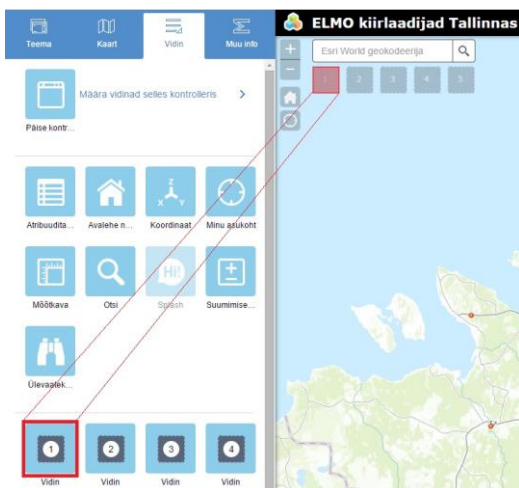 Teema
Kaart
Vidin
Muu info
ELMO kiirlaadijad Tallinnas
Esri World geokodeerija
+
−
1
2
3
4
5
Määra vidinad selles kontrolleris
>
Päise kontr...
Atribuudita...
Avalehe n...
Z
X
Y
Koordinaat
Minu asukoht
Mõõtkava
Otsi
Hi!
Splash
+
−
Suumimise...
Ülevaatek...
1
2
3
4
Vidin
Vidin
Vidin
Vidin